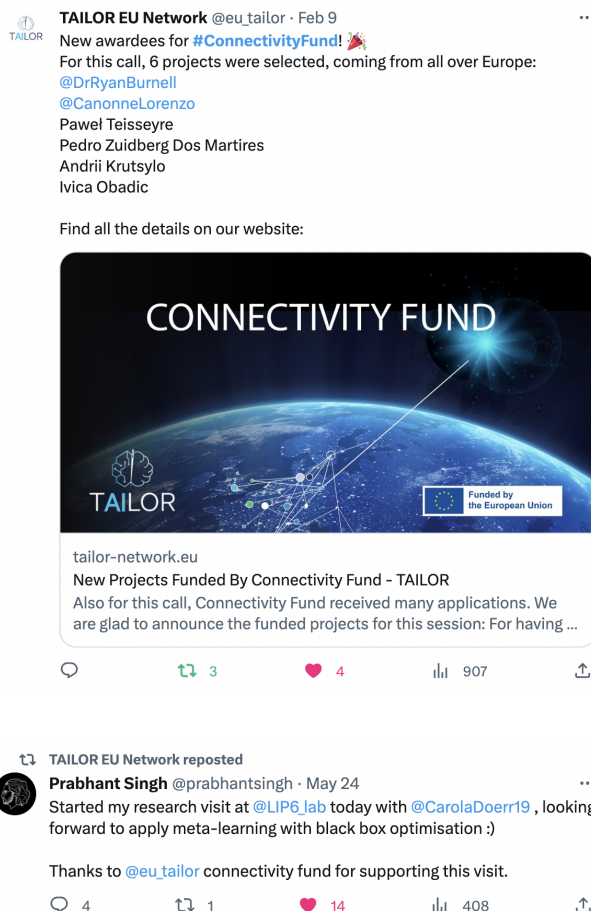 TAILOR EU Network @eu_tailor · Feb 9
TAILOR
New awardees for #ConnectivityFund! 🎉
For this call, 6 projects were selected, coming from all over Europe:
@DrRyanBurnell
@CanonneLorenzo
Paweł Teisseyre
Pedro Zuidberg Dos Martires
Andrii Krutsylo
Ivica Obadic
Find all the details on our website:
CONNECTIVITY FUND
TAILOR
Funded by
the European Union
tailor-network.eu
New Projects Funded By Connectivity Fund - TAILOR
Also for this call, Connectivity Fund received many applications. We
are glad to announce the funded projects for this session: For having ...
3 4 907
TAILOR EU Network reposted
Prabhant Singh @prabhantsingh · May 24
Started my research visit at @LIP6_lab today with @CarolaDoerr19 , looking
forward to apply meta-learning with black box optimisation :)
Thanks to @eu_tailor connectivity fund for supporting this visit.
4 1 14 408